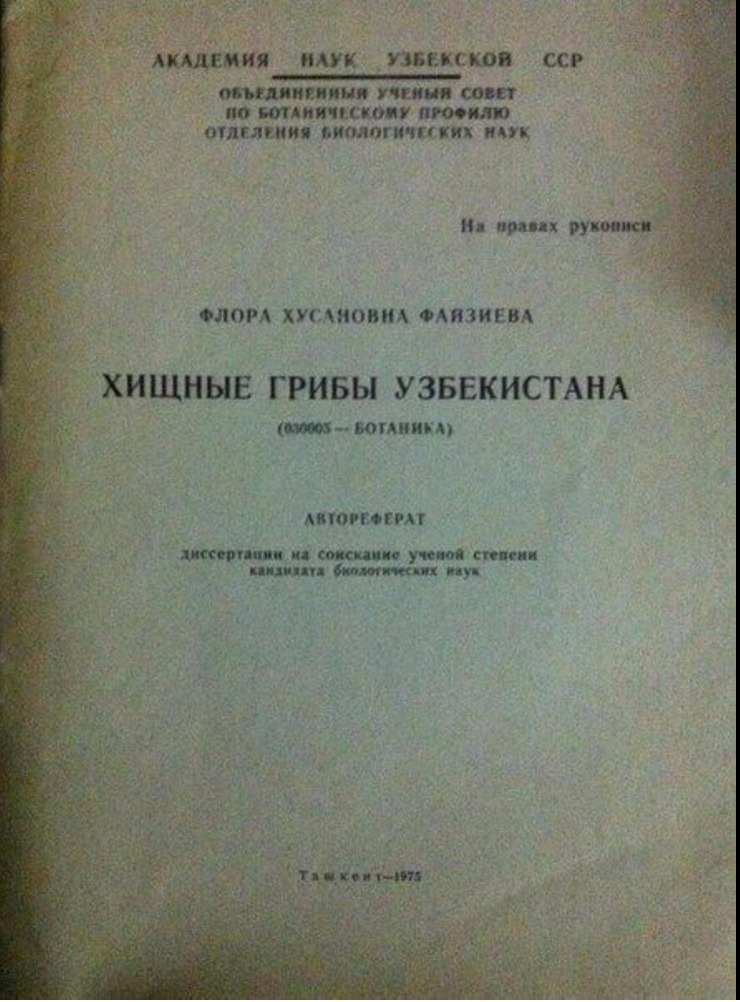 АКАДЕМИЯ НАУК УЗБЕКСКОЙ ССР
ОБЪЕДИНЕННЫЙ УЧЕНЫЙ СОВЕТ
ПО БОТАНИЧЕСКОМУ ПРОФИЛЮ
ОТДЕЛЕНИЯ БИОЛОГИЧЕСКИХ НАУК
На правах рукописи
ФЛОРА ХУСАНОВНА ФАЙЗИЕВА
ХИЩНЫЕ ГРИБЫ УЗБЕКИСТАНА
(030005 — БОТАНИКА)
АВТОРЕФЕРАТ
диссертации на соискание ученой степени
кандидата биологических наук
Ташкент—1975